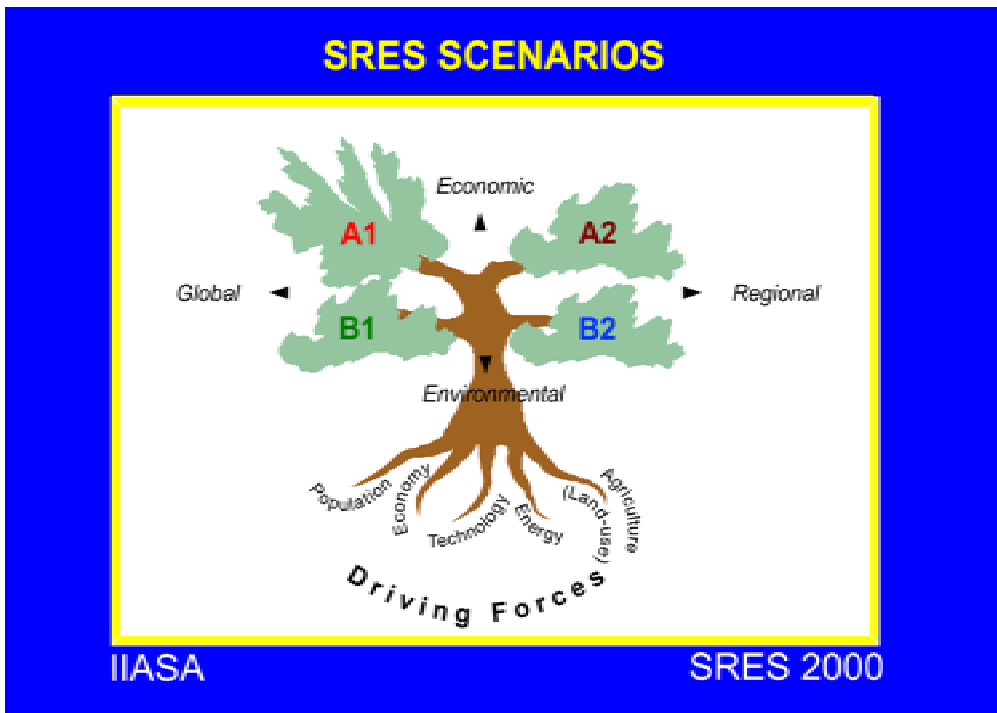 SRES SCENARIOS
Economic
A1
A2
Global
Regional
B1
B2
Environmental
Population
Economy
Technology
Energy
(Land-use)
Agriculture
Driving Forces
IIASA
SRES 2000